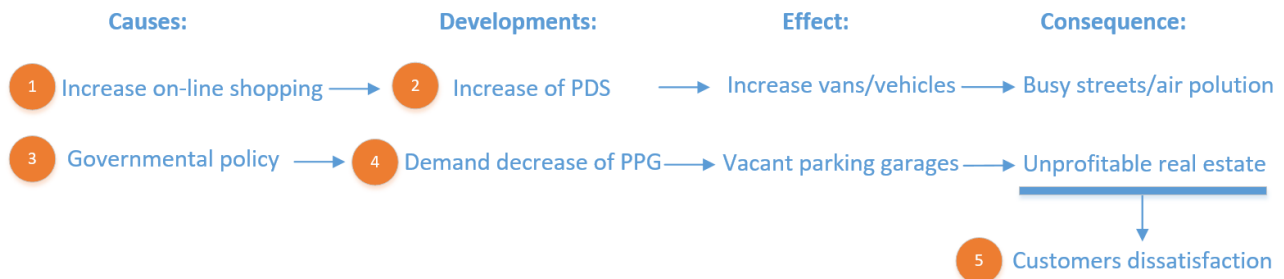 Causes: Developments: Effect: Consequence:
1 Increase on-line shopping 2 Increase of PDS Increase vans/vehicles Busy streets/air polution
3 Governmental policy 4 Demand decrease of PPG Vacant parking garages Unprofitable real estate
5 Customers dissatisfaction